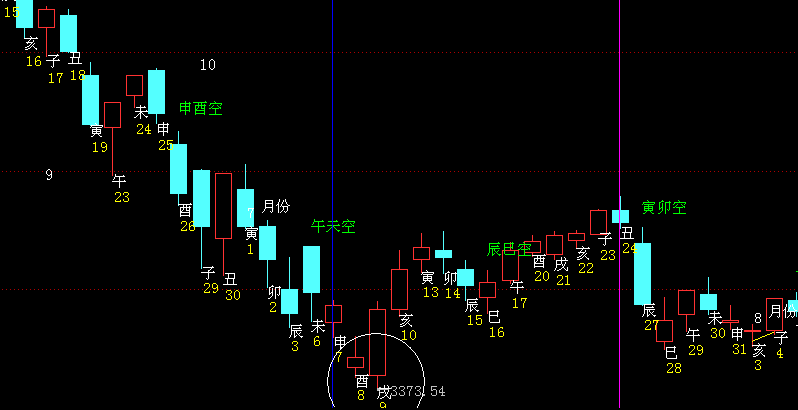 15
亥
16
子
17
丑
18
寅
19
午
23
未
24
申
25
10
9
申酉空
酉
26
子
29
丑
30
7 月份
寅
1
卯
2
辰
3
午天空
未
6
申
7
酉
8
戌
9
3373.54
亥
10
寅
13
卯
14
辰
15
巳
16
辰巳空
午
17
酉
20
戌
21
亥
22
子
23
丑
24
寅卯空
辰
27
巳
28
午
29
未
30
申
31
8 月份
亥
3
子
4